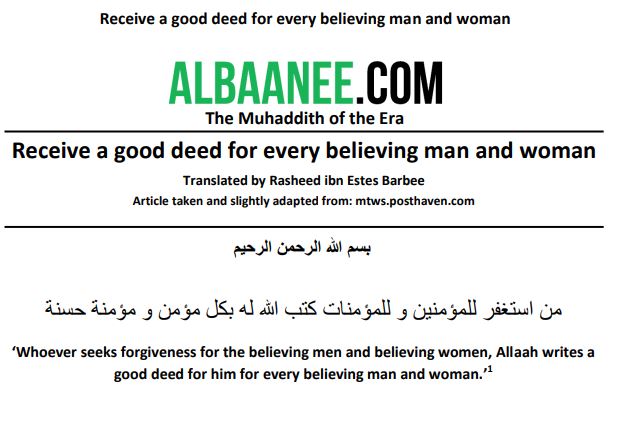 Receive a good deed for every believing man and woman
ALBAANEE.COM
The Muhaddith of the Era
Receive a good deed for every believing man and woman
Translated by Rasheed ibn Estes Barbee
Article taken and slightly adapted from: mtws.posthaven.com
بسم الله الرحمن الرحيم
من استغفر للمؤمنين و للمؤمنات كتب الله له بكل مؤمن و مؤمنة حسنة
‘Whoever seeks forgiveness for the believing men and believing women, Allaah writes a
good deed for him for every believing man and woman.’1